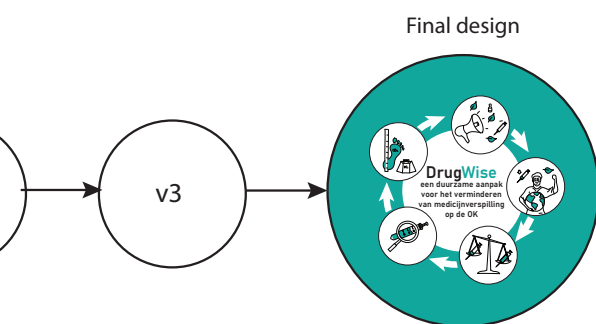 Final design
v3
DrugWise
een duurzame aanpak
voor het verminderen
van medicijnverspilling
op de OK